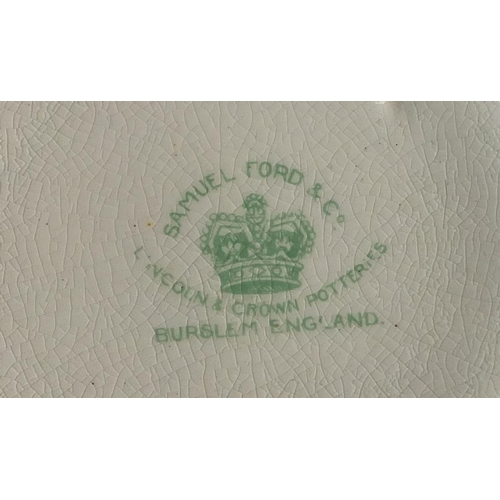 SAMUEL FORD & Co.
LINCOLN & CROWN POTTERIES
BURSLEM ENGLAND.